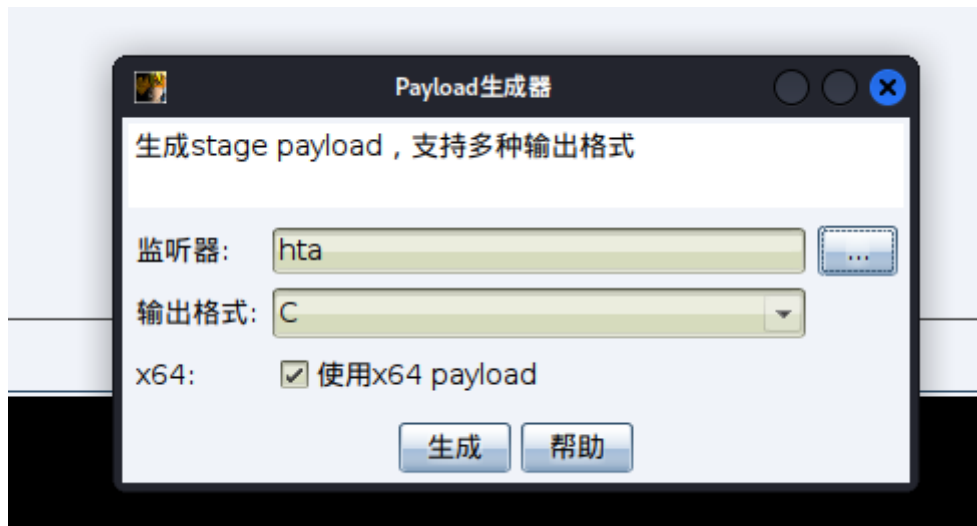 Payload生成器
生成stage payload，支持多种输出格式
监听器: hta ...
输出格式: C
x64: 使用x64 payload
生成 帮助